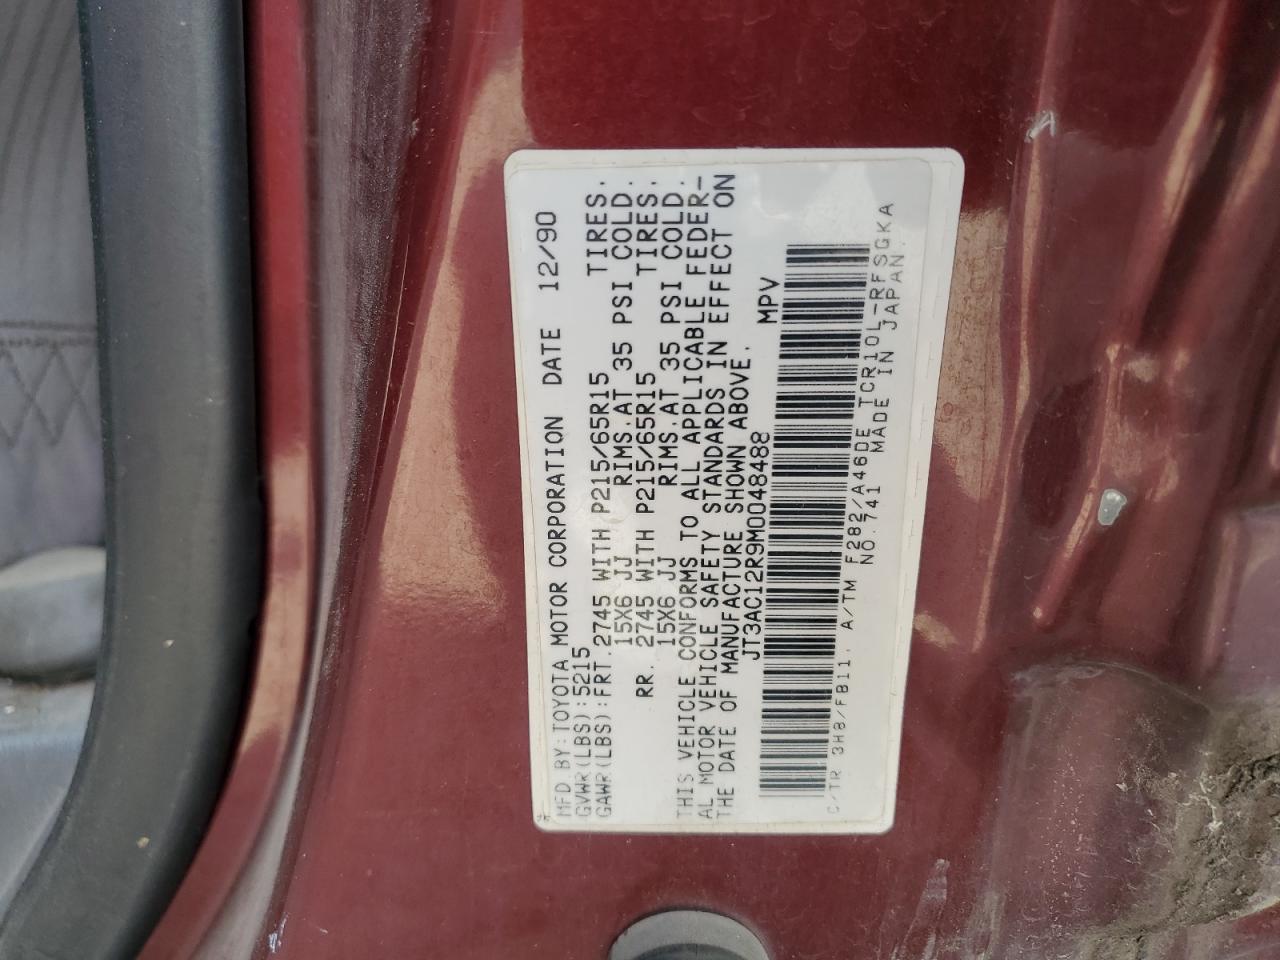 MFD.BY:TOYOTA MOTOR CORPORATION DATE 12/90
GVWR(LBS):5215
GAWR(LBS):FRT.2745 WITH P215/65R15 TIRES.
15X6 JJ RIMS.AT 35 PSI COLD.
RR. 2745 WITH P215/65R15 TIRES.
15X6 JJ RIMS.AT 35 PSI COLD.
THIS VEHICLE CONFORMS TO ALL APPLICABLE FEDER-
AL MOTOR VEHICLE SAFETY STANDARDS IN EFFECT ON
THE DATE OF MANUFACTURE SHOWN ABOVE.
JT3AC12R9M0048488 MPV
C/TR 3H8/FB11. A/TM F282/A46DE TCR10L-RFSGKA
NO.741 MADE IN JAPAN.